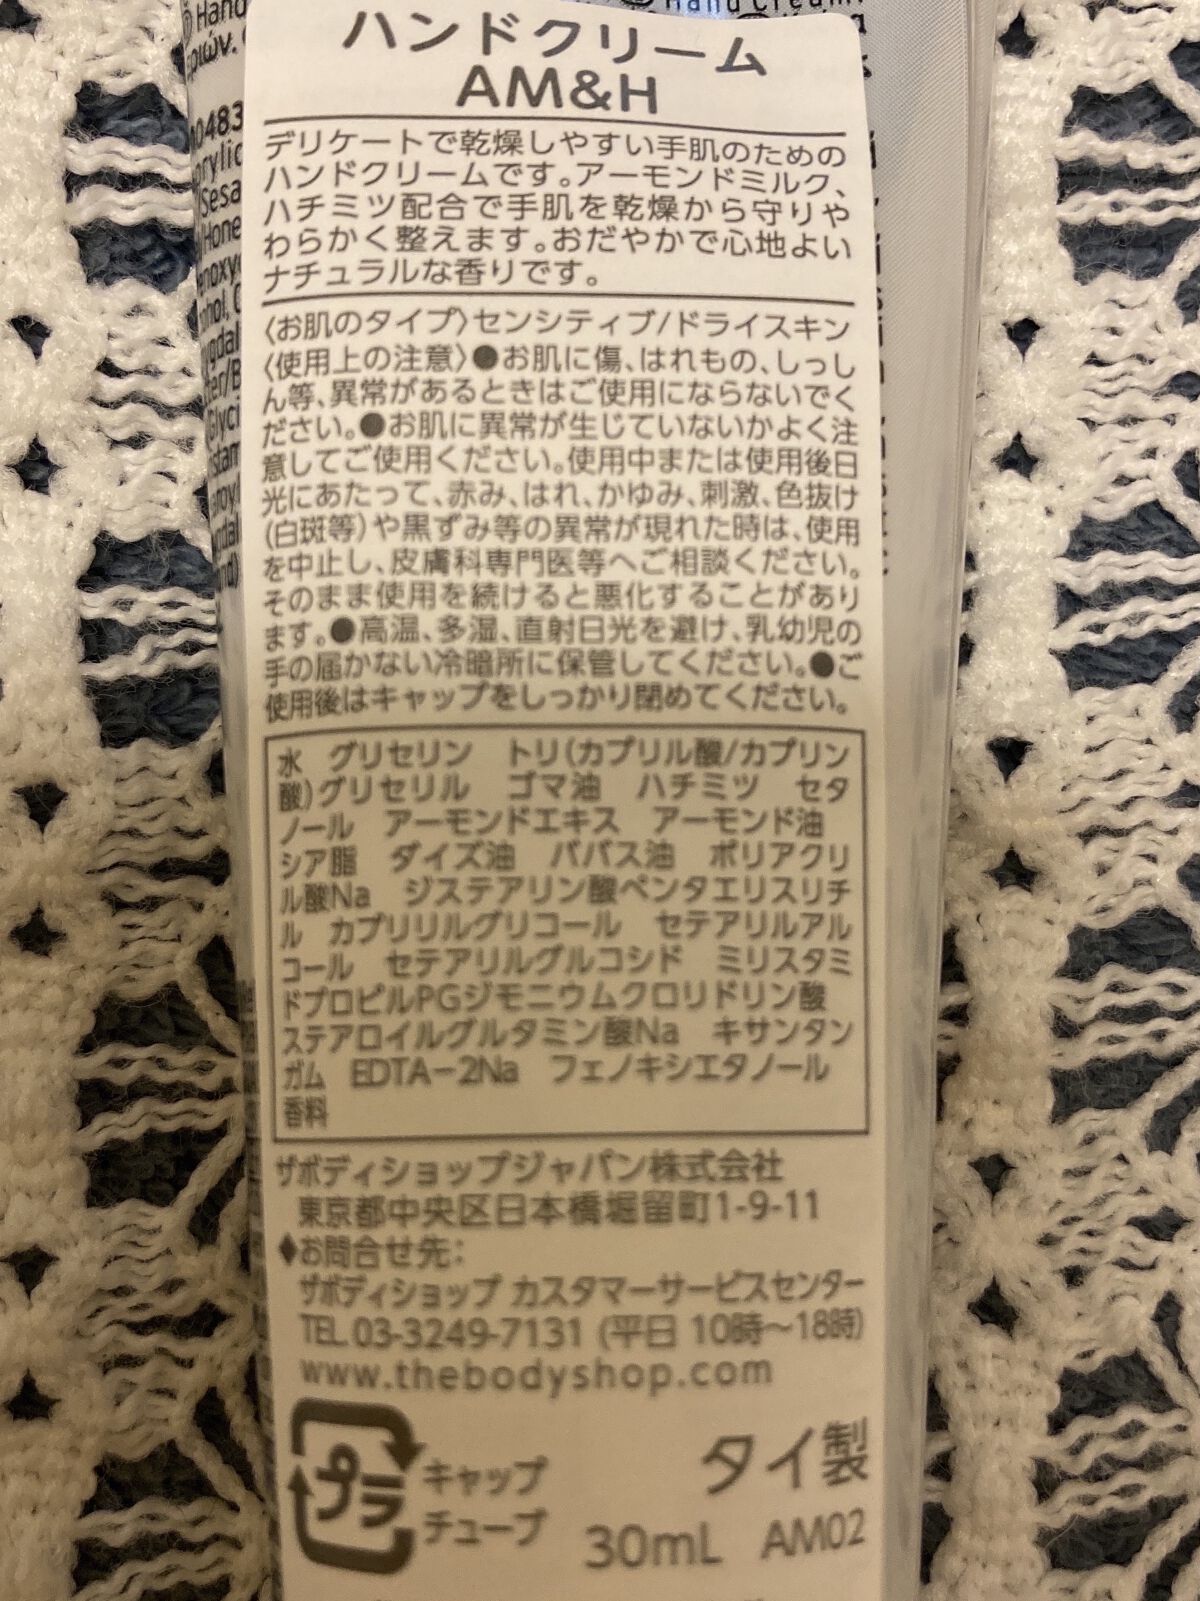 Hand Cream.
Hand
ハンドクリーム
AM&H
デリケートで乾燥しやすい手肌のための
ハンドクリームです。アーモンドミルク、
ハチミツ配合で手肌を乾燥から守りや
わらかく整えます。おだやかで心地よい
ナチュラルな香りです。
〈お肌のタイプ〉センシティブ/ドライスキン
〈使用上の注意〉●お肌に傷、はれもの、しっし
ん等、異常があるときはご使用にならないでく
ださい。●お肌に異常が生じていないかよく注
意してご使用ください。使用中または使用後日
光にあたって、赤み、はれ、かゆみ、刺激、色抜け
(白斑等)や黒ずみ等の異常が現れた時は、使用
を中止し、皮膚科専門医等へご相談ください。
そのまま使用を続けると悪化することがあり
ます。●高温、多湿、直射日光を避け、乳幼児の
手の届かない冷暗所に保管してください。●ご
使用後はキャップをしっかり閉めてください。
水 グリセリン トリ(カプリル酸/カプリン
酸)グリセリル ゴマ油 ハチミツ セタ
ノール アーモンドエキス アーモンド油
シア脂 ダイズ油 ババス油 ポリアクリ
ル酸Na ジステアリン酸ペンタエリスリチ
ル カプリリルグリコール セテアリルアル
コール セテアリルグルコシド ミリスタミ
ドプロピルPGジモニウムクロリドリン酸
ステアロイルグルタミン酸Na キサンタン
ガム EDTA-2Na フェノキシエタノール
香料
ザボディショップジャパン株式会社
東京都中央区日本橋堀留町1-9-11
♦お問合せ先:
ザボディショップ カスタマーサービスセンター
TEL.03-3249-7131 (平日 10時～18時)
www.thebodyshop.com
プラ
キャップ
チューブ
タイ製
30mL AM02